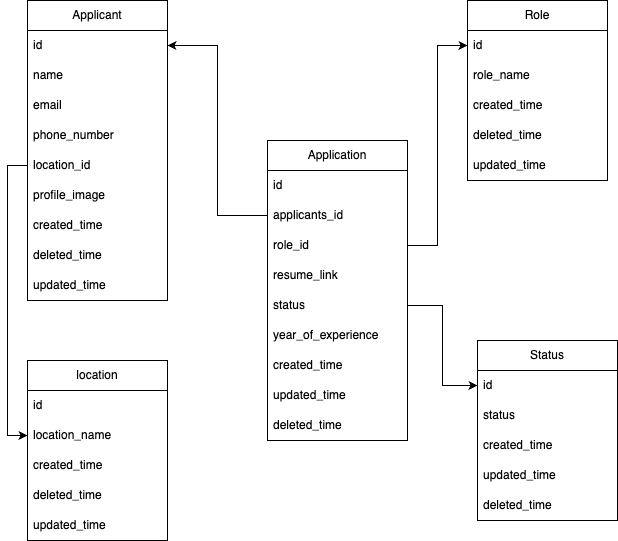 Applicant
id
name
email
phone_number
location_id
profile_image
created_time
deleted_time
updated_time
location
id
location_name
created_time
deleted_time
updated_time
Application
id
applicants_id
role_id
resume_link
status
year_of_experience
created_time
updated_time
deleted_time
Role
id
role_name
created_time
deleted_time
updated_time
Status
id
status
created_time
updated_time
deleted_time